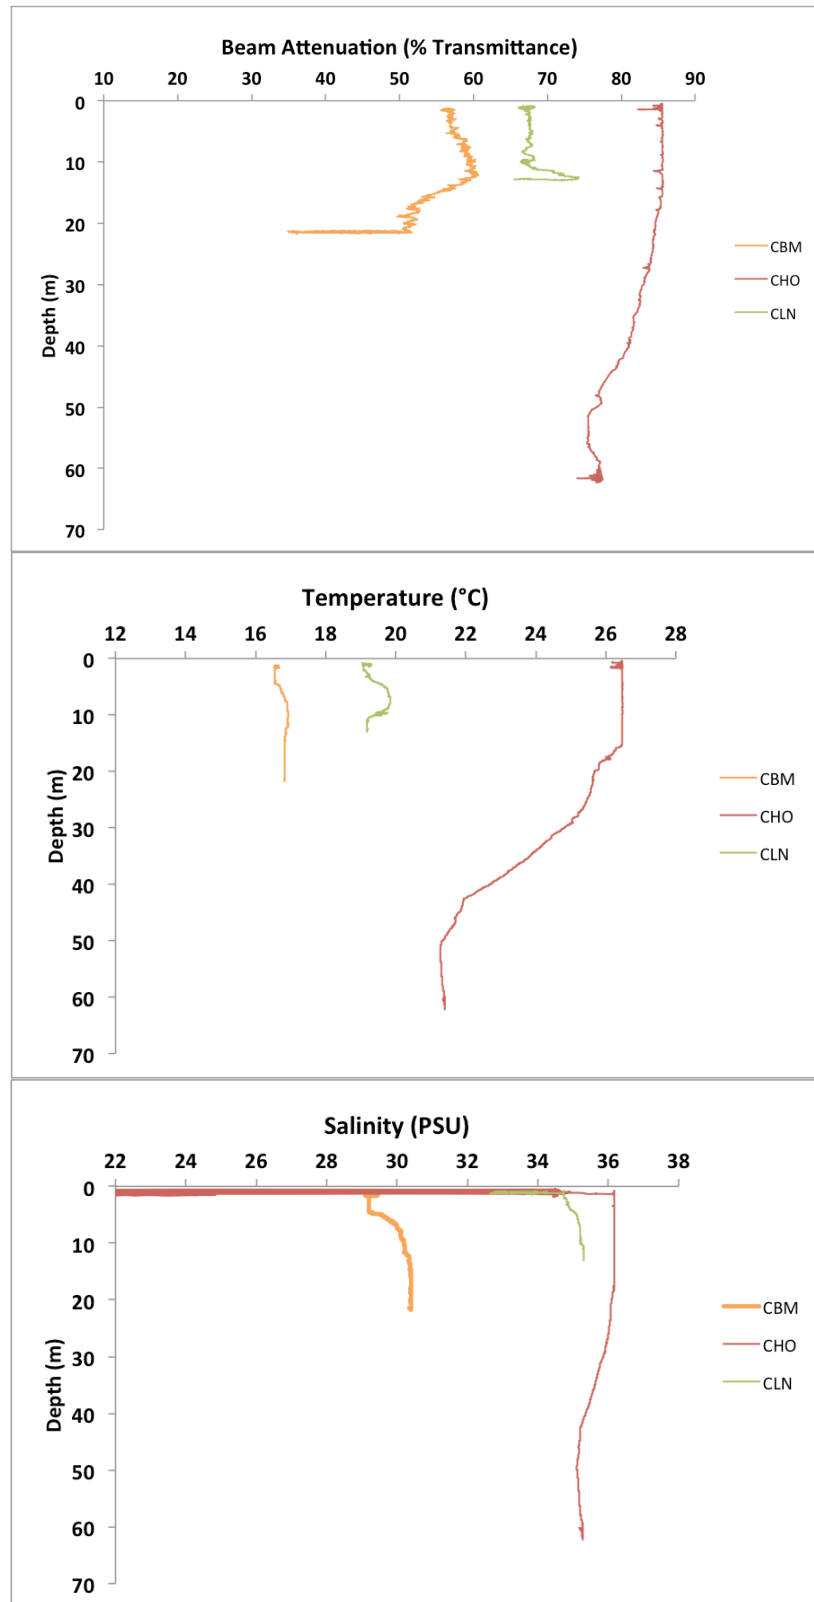 Beam Attenuation (% Transmittance)
10 20 30 40 50 60 70 80 90
0
10
20
30
40
50
60
70
Depth (m)
CBM
CHO
CLN
Temperature (°C)
12 14 16 18 20 22 24 26 28
0
10
20
30
40
50
60
70
Depth (m)
CBM
CHO
CLN
Salinity (PSU)
22 24 26 28 30 32 34 36 38
0
10
20
30
40
50
60
70
Depth (m)
CBM
CHO
CLN